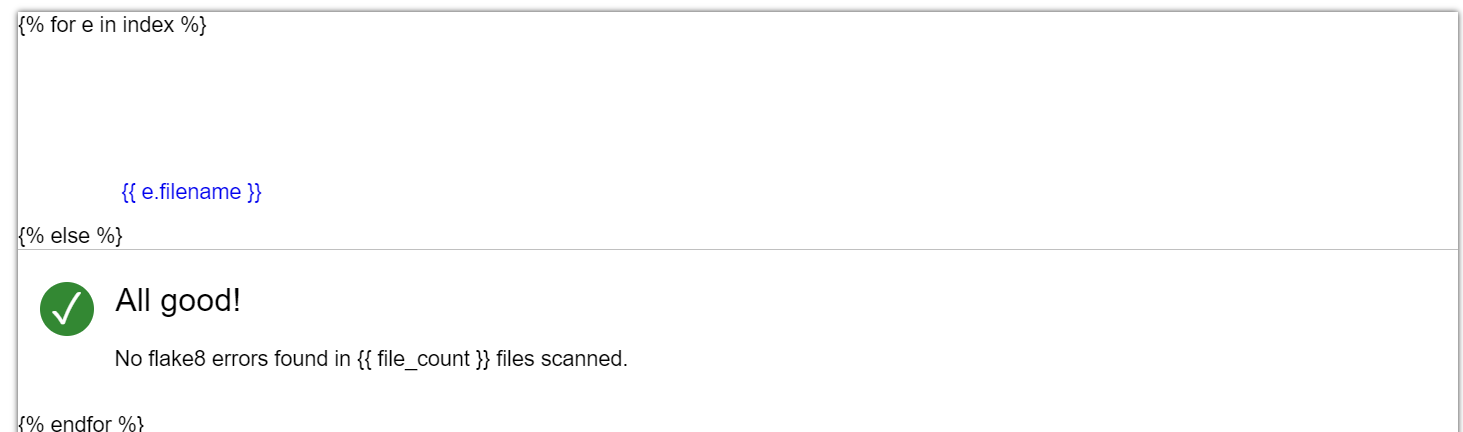 {% for e in index %}
{{ e.filename }}
{% else %}
All good!
No flake8 errors found in {{ file_count }} files scanned.
{% endfor %}